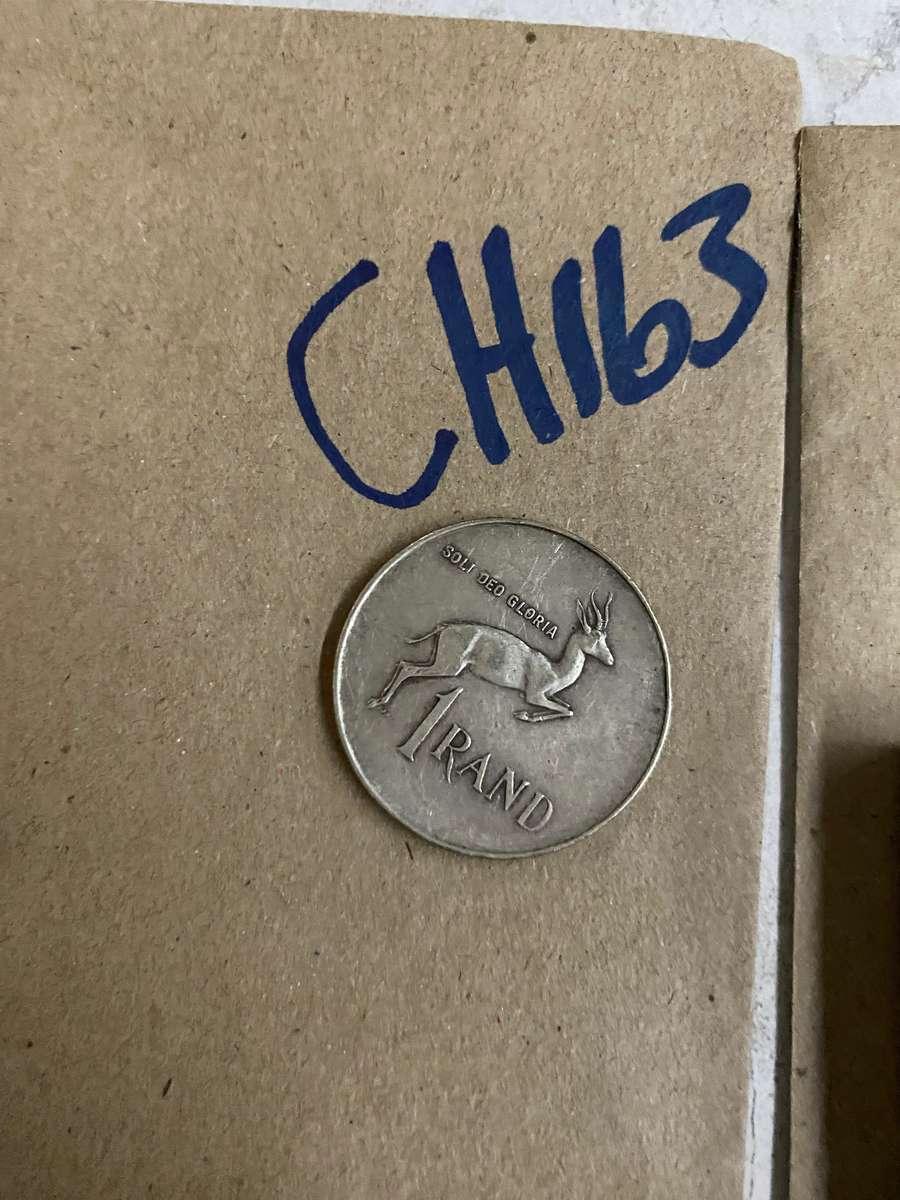 CH163
SOLI DEO GLORIA
1 RAND